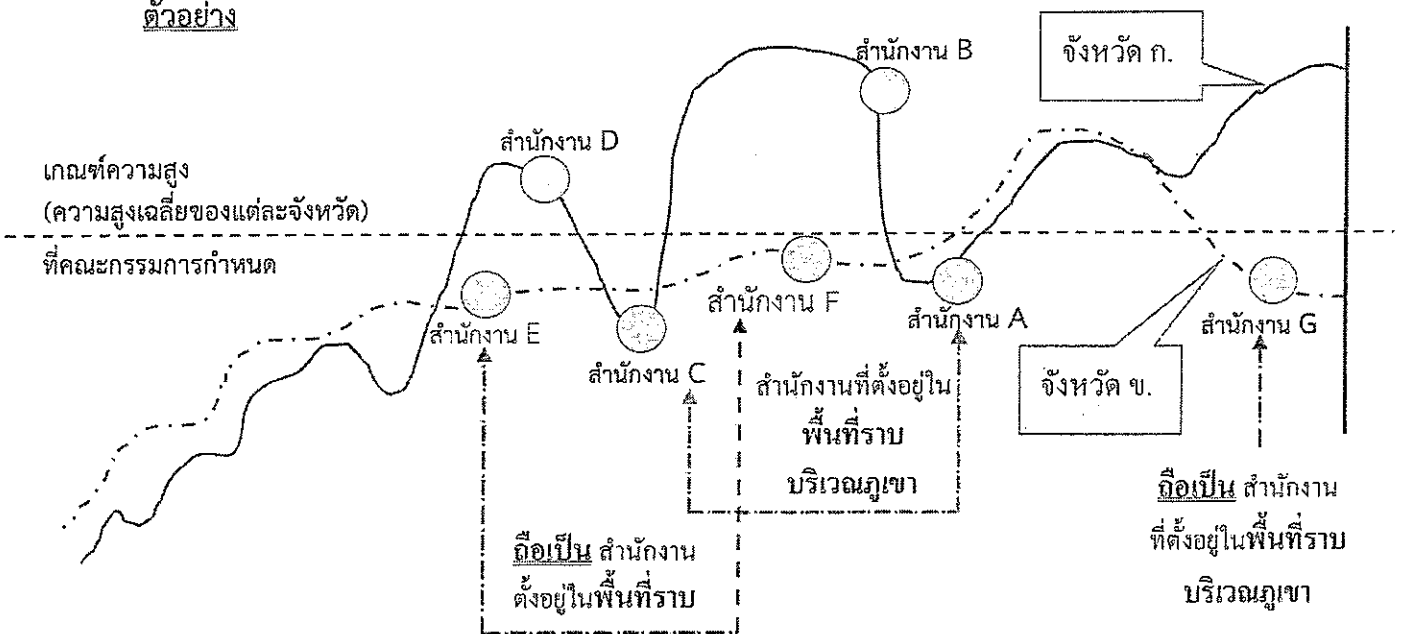 ตัวอย่าง
สำนักงาน B
จังหวัด ก.
สำนักงาน D
เกณฑ์ความสูง
(ความสูงเฉลี่ยของแต่ละจังหวัด)
ที่คณะกรรมการกำหนด
สำนักงาน E
สำนักงาน F
สำนักงาน A
สำนักงาน G
สำนักงาน C
สำนักงานที่ตั้งอยู่ใน
พื้นที่ราบ
บริเวณภูเขา
จังหวัด ข.
ถือเป็น สำนักงาน
ตั้งอยู่ในพื้นที่ราบ
ถือเป็น สำนักงาน
ที่ตั้งอยู่ในพื้นที่ราบ
บริเวณภูเขา